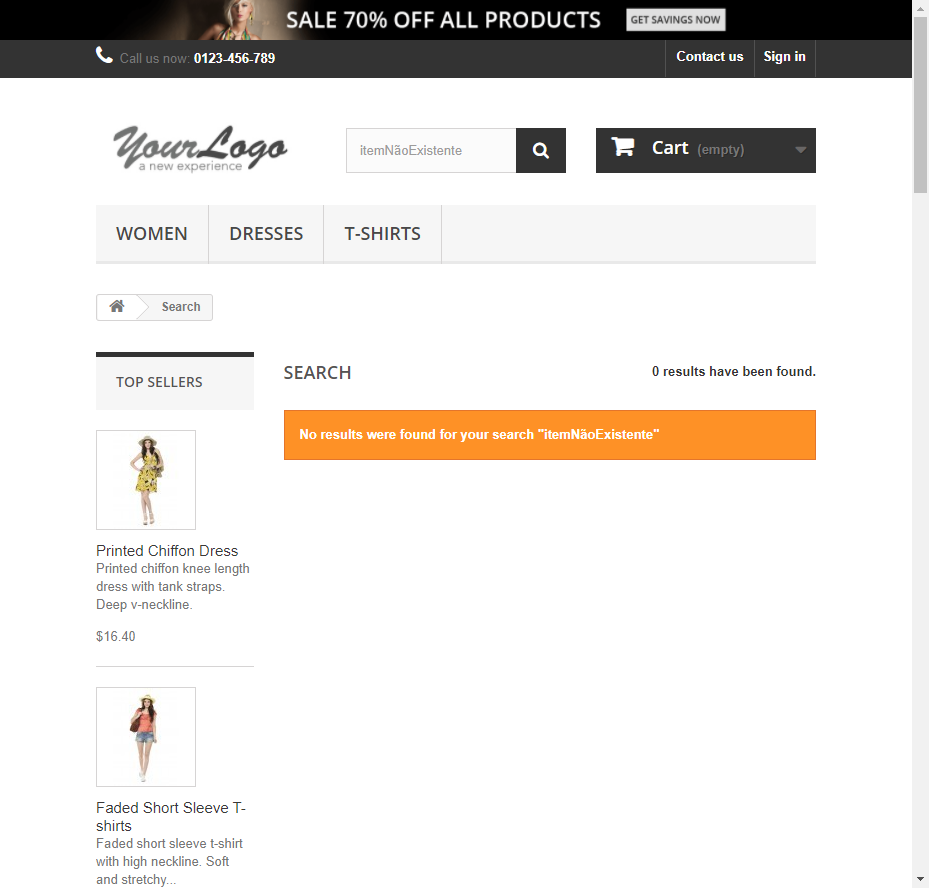 SALE 70% OFF ALL PRODUCTS GET SAVINGS NOW
Call us now: 0123-456-789 Contact us Sign in
YourLogo
a new experience
itemNãoExistente
Cart (empty)
WOMEN DRESSES T-SHIRTS
Search
TOP SELLERS
SEARCH 0 results have been found.
No results were found for your search "itemNãoExistente"
Printed Chiffon Dress
Printed chiffon knee length
dress with tank straps.
Deep v-neckline.
$16.40
Faded Short Sleeve T-
shirts
Faded short sleeve t-shirt
with high neckline. Soft
and stretchy...